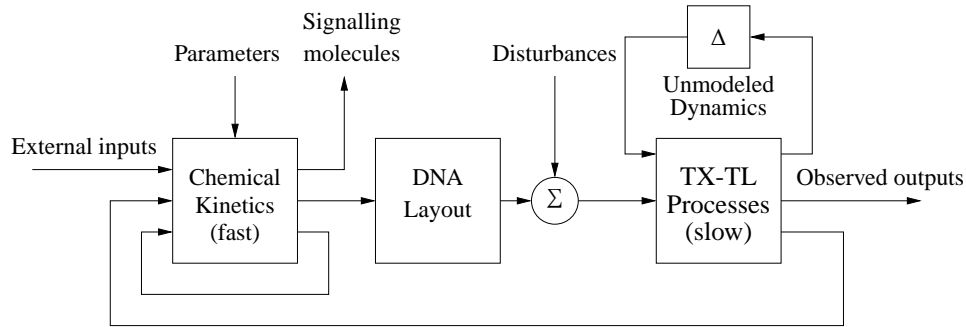 Signalling
molecules
Parameters
Disturbances
Δ
Unmodeled
Dynamics
External inputs
Chemical
Kinetics
(fast)
DNA
Layout
Σ
TX-TL
Processes
(slow)
Observed outputs